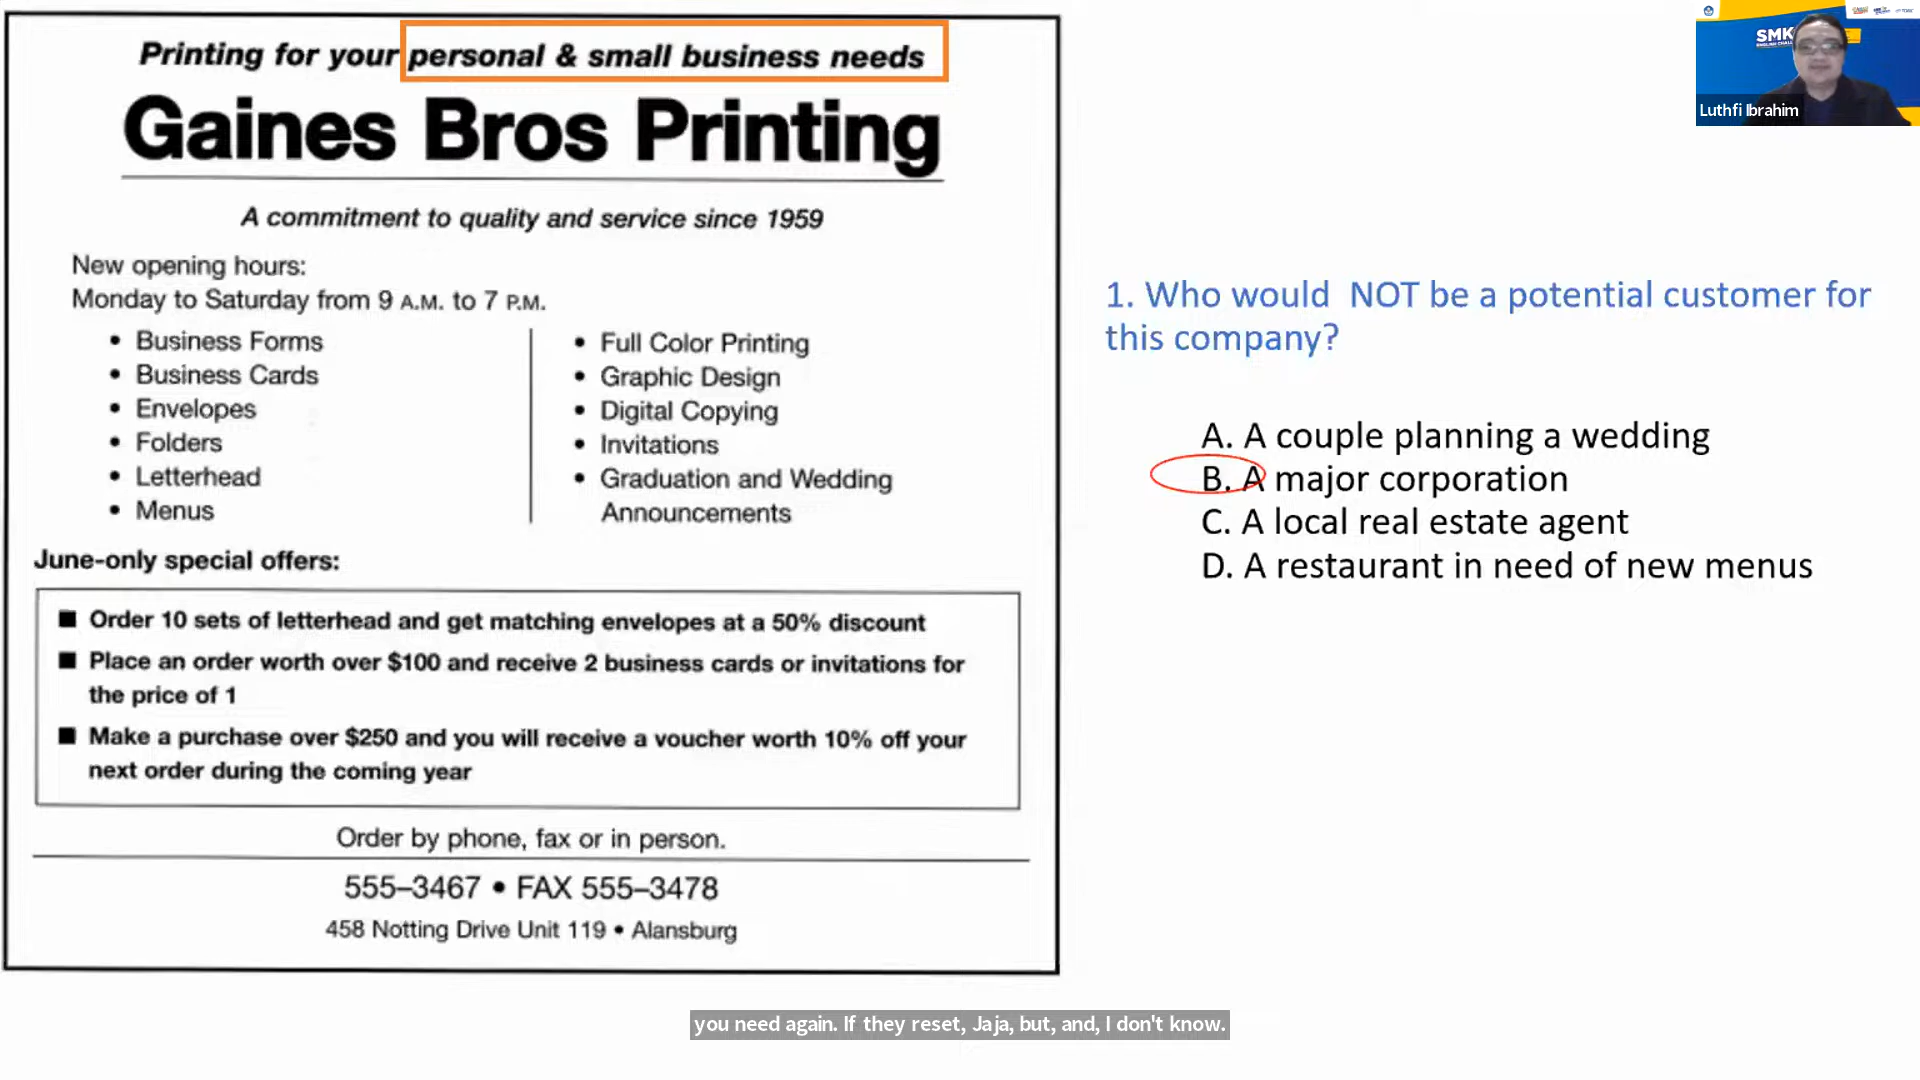 Printing for your personal & small business needs
Gaines Bros Printing
A commitment to quality and service since 1959
New opening hours:
Monday to Saturday from 9 A.M. to 7 P.M.
• Business Forms
• Business Cards
• Envelopes
• Folders
• Letterhead
• Menus
• Full Color Printing
• Graphic Design
• Digital Copying
• Invitations
• Graduation and Wedding
Announcements
June-only special offers:
■ Order 10 sets of letterhead and get matching envelopes at a 50% discount
■ Place an order worth over $100 and receive 2 business cards or invitations for
the price of 1
■ Make a purchase over $250 and you will receive a voucher worth 10% off your
next order during the coming year
Order by phone, fax or in person.
555–3467 • FAX 555–3478
458 Notting Drive Unit 119 • Alansburg
1. Who would NOT be a potential customer for
this company?
A. A couple planning a wedding
B. A major corporation
C. A local real estate agent
D. A restaurant in need of new menus
SMK
Luthfi Ibrahim
you need again. If they reset, Jaja, but, and, I don't know.